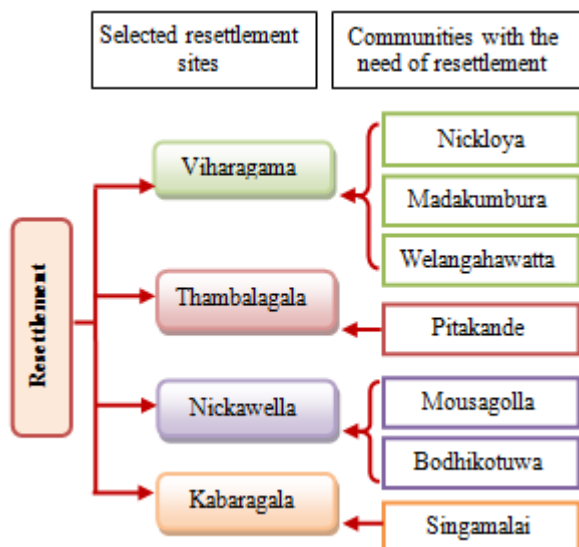 Selected resettlement
sites
Communities with the
need of resettlement
Resettlement
Viharagama
Nickloya
Madakumbura
Welangahawatta
Thambalagala
Pitakande
Nickawella
Mousagolla
Bodhikotuwa
Kabaragala
Singamalai